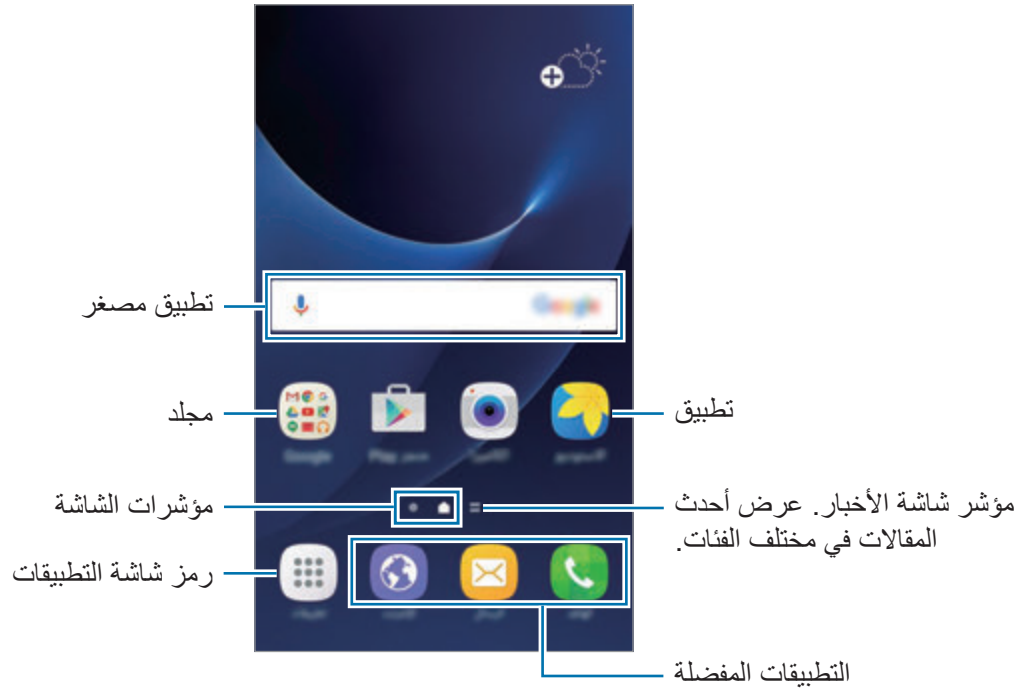 تطبيق مصغر
مجلد
تطبيق
مؤشرات الشاشة
مؤشر شاشة الأخبار. عرض أحدث
المقالات في مختلف الفئات.
رمز شاشة التطبيقات
التطبيقات المفضلة